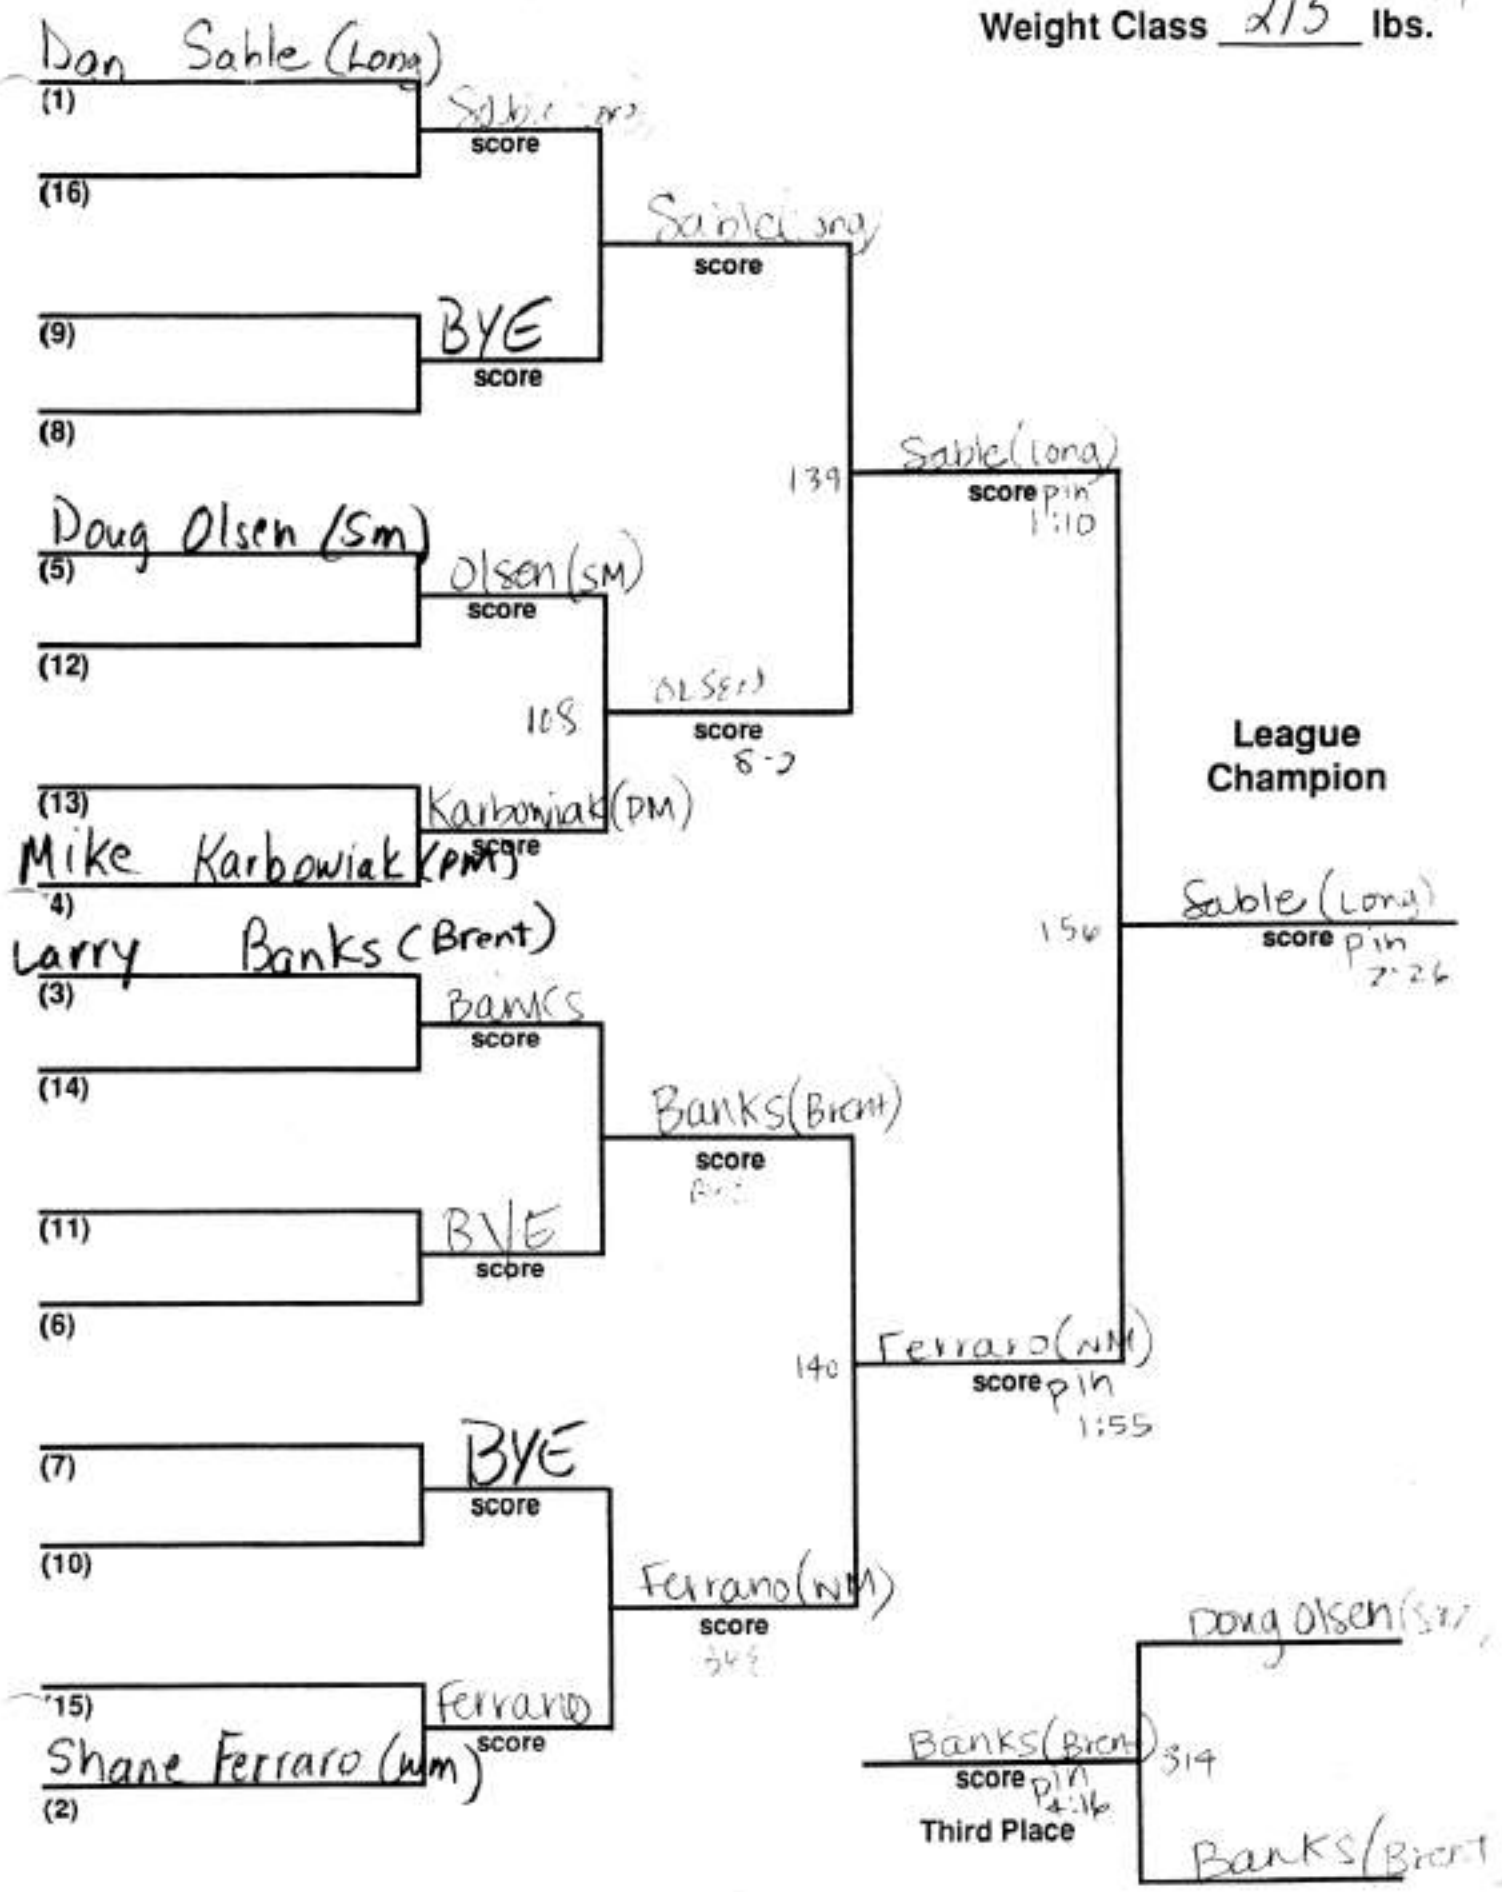 Weight Class 215 lbs.
Dan Sable (Long)
(1)
score
(16)
Sable
score
(9)
BYE
score
(8)
Sable (long)
139
score pin
1:10
Doug Olsen (Sm)
(5)
Olsen (SM)
score
(12)
OLSEN
108
score
8-2
League
Champion
(13)
Karbowiak (PM)
score
Mike Karbowiak (PM)
(4)
Sable (Long)
156
score pin
2:26
Larry Banks (Brent)
(3)
Banks
score
(14)
Banks (Brent)
score
(11)
BYE
score
(6)
Ferraro (NM)
140
score pin
1:55
(7)
BYE
score
(10)
Ferrano (NM)
score
Doug Olsen
(15)
Ferrano
score
Shane Ferraro (wm)
(2)
Banks (Brent) 314
score pin
4:16
Third Place
Banks (Brent